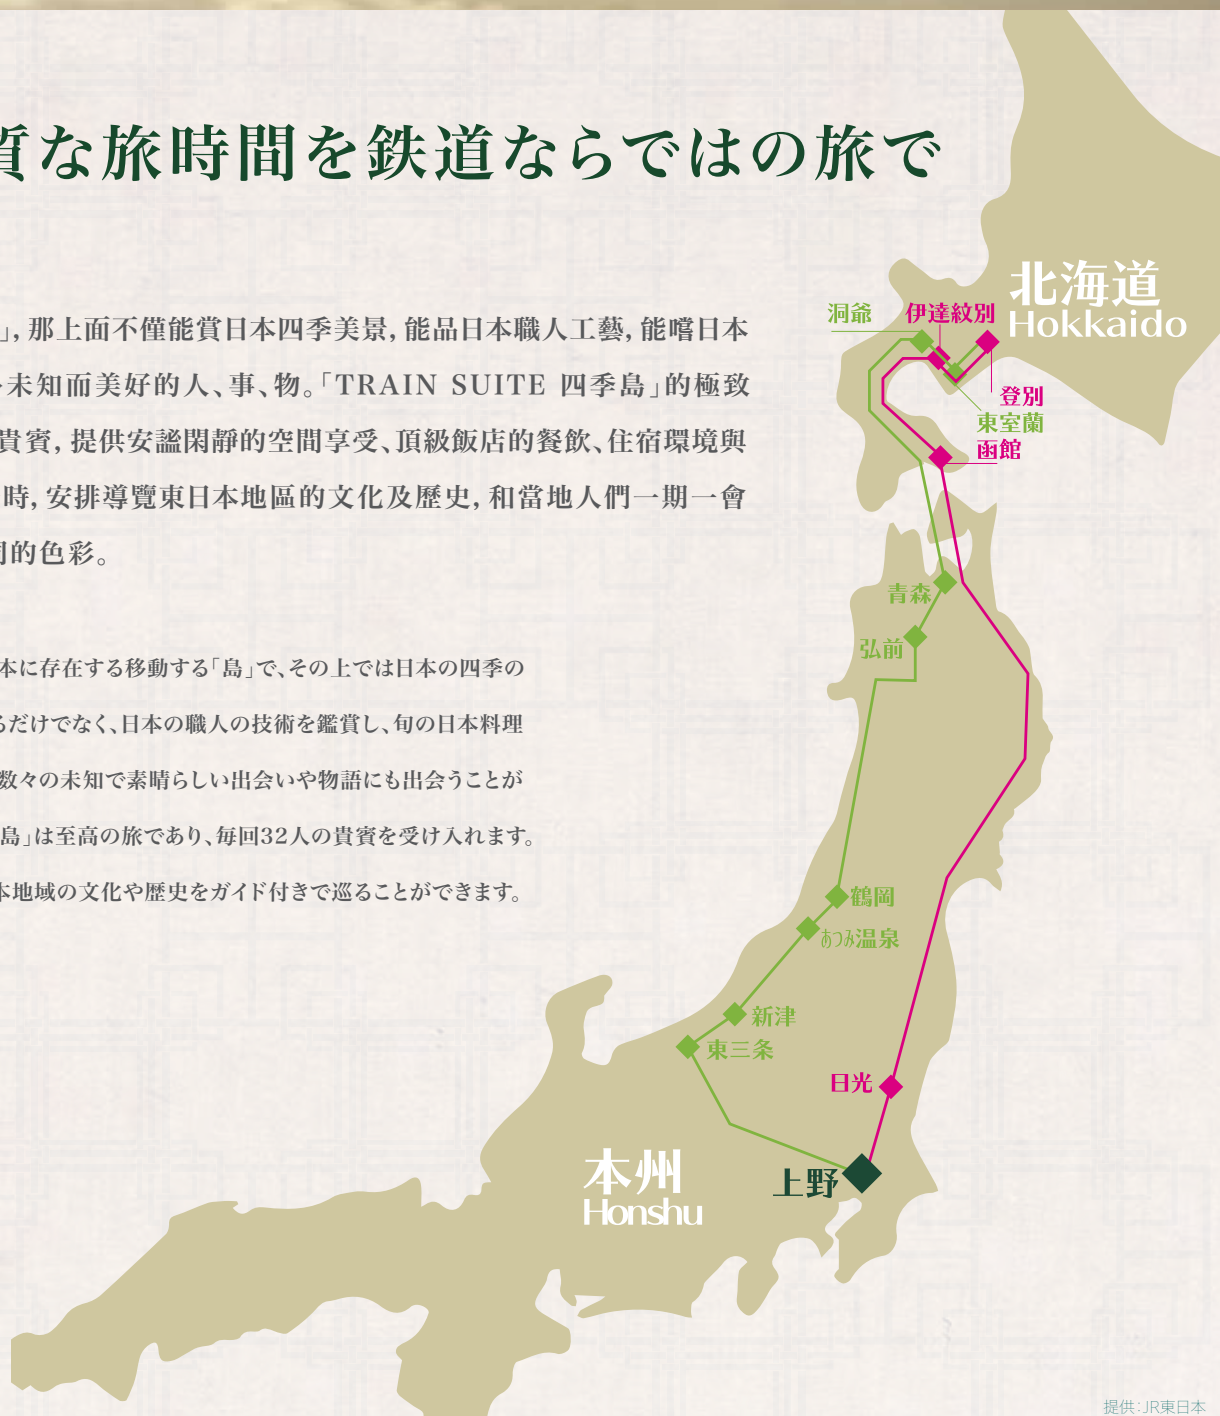 質な旅時間を鉄道ならではの旅で
」，那上面不僅能賞日本四季美景，能品日本職人工藝，能嚐日本
未知而美好的人、事、物。「TRAIN SUITE 四季島」的極致
貴賓，提供安謐閑靜的空間享受、頂級飯店的餐飲、住宿環境與
時，安排導覽東日本地區的文化及歷史，和當地人們一期一會
的色彩。
本に存在する移動する「島」で、その上では日本の四季の
るだけでなく、日本の職人の技術を鑑賞し、旬の日本料理
数々の未知で素晴らしい出会いや物語にも出会うことが
島」は至高の旅であり、毎回32人の貴賓を受け入れます。
本地域の文化や歴史をガイド付きで巡ることができます。
北海道
Hokkaido
洞爺
伊達紋別
登別
東室蘭
函館
青森
弘前
鶴岡
あつみ温泉
新津
東三条
日光
上野
本州
Honshu
提供：JR東日本